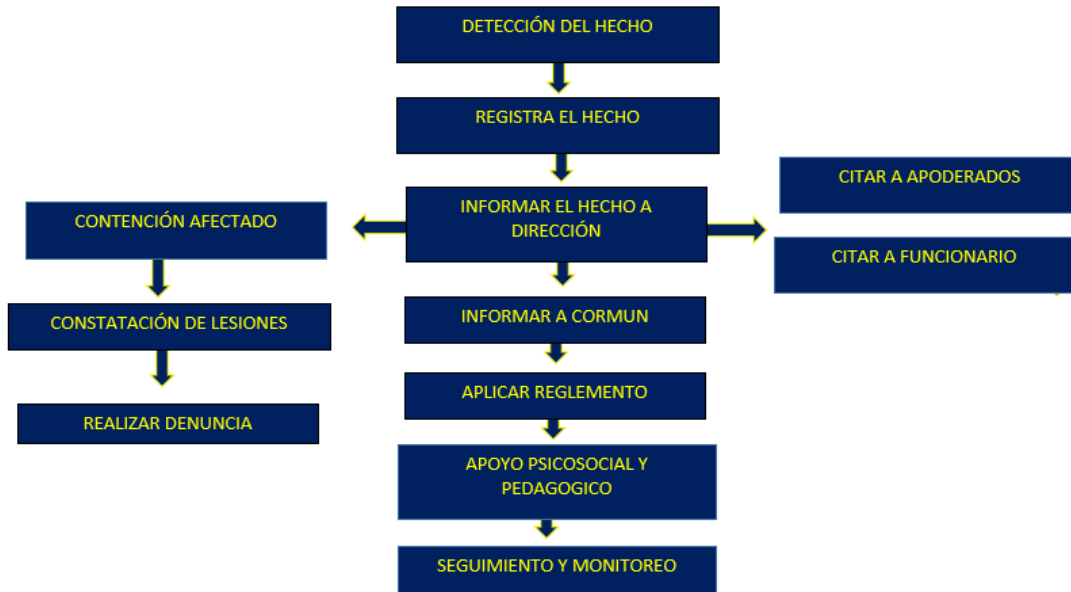 DETECCIÓN DEL HECHO
REGISTRA EL HECHO
INFORMAR EL HECHO A
DIRECCIÓN
CONTENCIÓN AFECTADO
CONSTATACIÓN DE LESIONES
REALIZAR DENUNCIA
CITAR A APODERADOS
CITAR A FUNCIONARIO
INFORMAR A CORMUN
APLICAR REGLEMENTO
APOYO PSICOSOCIAL Y
PEDAGOGICO
SEGUIMIENTO Y MONITOREO